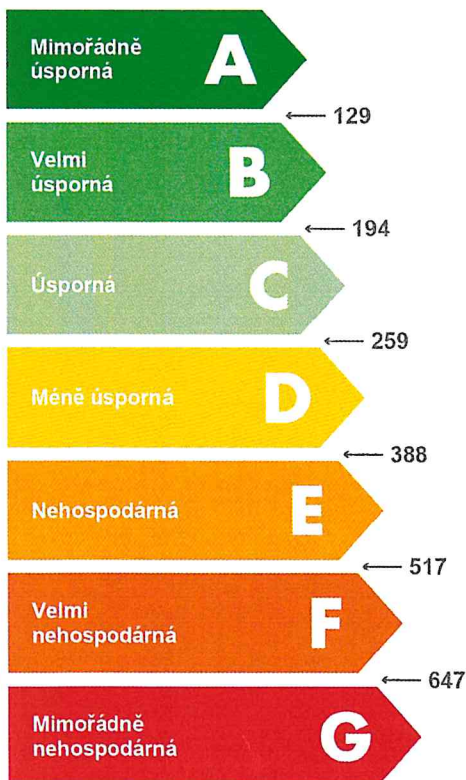 Mimořádně
úsporná
A
← 129
Velmi
úsporná
B
← 194
Úsporná
C
← 259
Méně úsporná
D
← 388
Nehospodárná
E
← 517
Velmi
nehospodárná
F
← 647
Mimořádně
nehospodárná
G